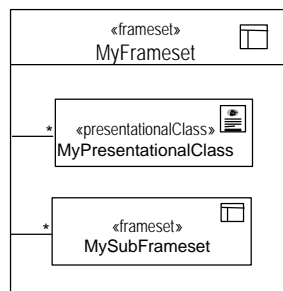 «frameset»
MyFrameset
*
«presentationalClass»
MyPresentationalClass
*
«frameset»
MySubFrameset